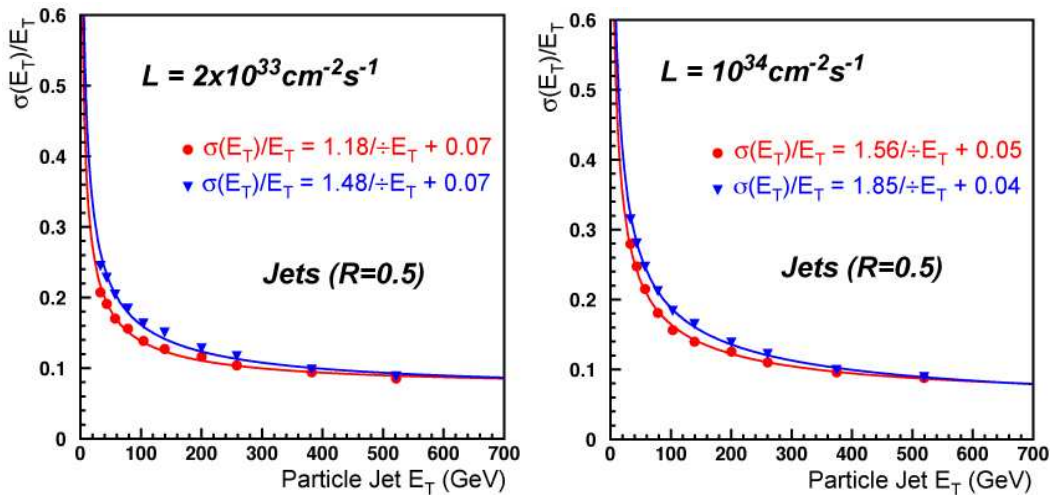 σ(E_T)/E_T
0.6
0.5
0.4
0.3
0.2
0.1
0
L = 2x10^33cm^-2s^-1
σ(E_T)/E_T = 1.18/÷E_T + 0.07
σ(E_T)/E_T = 1.48/÷E_T + 0.07
Jets (R=0.5)
0 100 200 300 400 500 600 700
Particle Jet E_T (GeV)
σ(E_T)/E_T
0.6
0.5
0.4
0.3
0.2
0.1
0
L = 10^34cm^-2s^-1
σ(E_T)/E_T = 1.56/÷E_T + 0.05
σ(E_T)/E_T = 1.85/÷E_T + 0.04
Jets (R=0.5)
0 100 200 300 400 500 600 700
Particle Jet E_T (GeV)